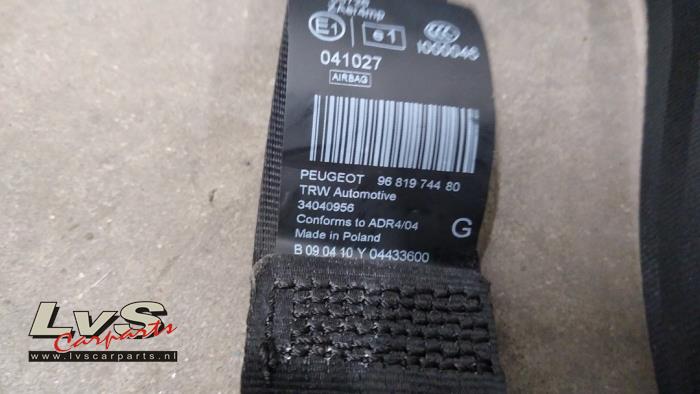 E1 e1
1000046
041027
AIRBAG
PEUGEOT 96 819 744 80
TRW Automotive
34040956
Conforms to ADR4/04
Made in Poland
G
B 09 04 10 Y 04433600
LvS
Carparts
www.lvscarparts.nl